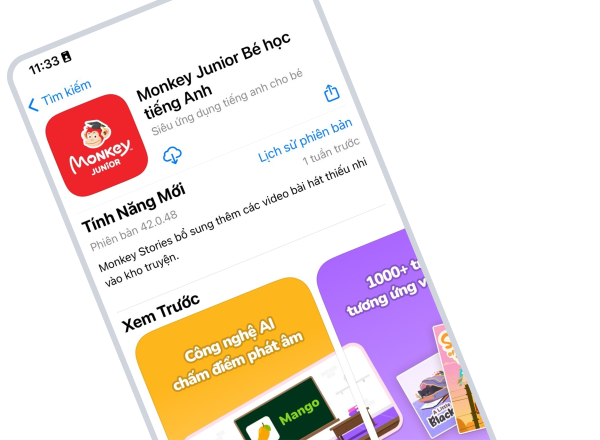 11:33
Tìm kiếm
Monkey Junior Bé học
tiếng Anh
Siêu ứng dụng tiếng anh cho bé
MONKEY
JUNIOR
Tính Năng Mới
Lịch sử phiên bản
Phiên bản 42.0.48
1 tuần trước
Monkey Stories bổ sung thêm các video bài hát thiếu nhi
vào kho truyện.
Xem Trước
Công nghệ AI
chấm điểm phát âm
Mango
1000+
tương ứng
A Little
Black